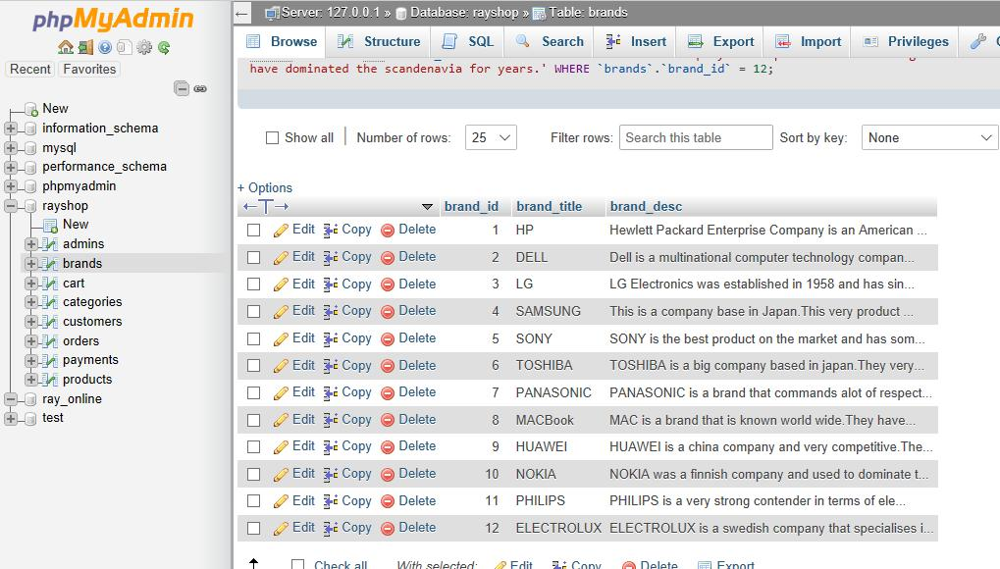 phpMyAdmin
Recent Favorites
New
information_schema
mysql
performance_schema
phpmyadmin
rayshop
New
admins
brands
cart
categories
customers
orders
payments
products
ray_online
test
Server: 127.0.0.1 » Database: rayshop » Table: brands
Browse Structure SQL Search Insert Export Import Privileges
have dominated the scandenavia for years.' WHERE `brands`.`brand_id` = 12;
Show all Number of rows: 25 Filter rows: Search this table Sort by key: None
+ Options
←T→ brand_id brand_title brand_desc
Edit Copy Delete 1 HP Hewlett Packard Enterprise Company is an American ...
Edit Copy Delete 2 DELL Dell is a multinational computer technology compan...
Edit Copy Delete 3 LG LG Electronics was established in 1958 and has sin...
Edit Copy Delete 4 SAMSUNG This is a company base in Japan.This very product ...
Edit Copy Delete 5 SONY SONY is the best product on the market and has som...
Edit Copy Delete 6 TOSHIBA TOSHIBA is a big company based in japan.They very...
Edit Copy Delete 7 PANASONIC PANASONIC is a brand that commands alot of respect...
Edit Copy Delete 8 MACBook MAC is a brand that is known world wide.They have...
Edit Copy Delete 9 HUAWEI HUAWEI is a china company and very competitive.The...
Edit Copy Delete 10 NOKIA NOKIA was a finnish company and used to dominate t...
Edit Copy Delete 11 PHILIPS PHILIPS is a very strong contender in terms of ele...
Edit Copy Delete 12 ELECTROLUX ELECTROLUX is a swedish company that specialises i...
Check all With selected: Edit Copy Delete Export